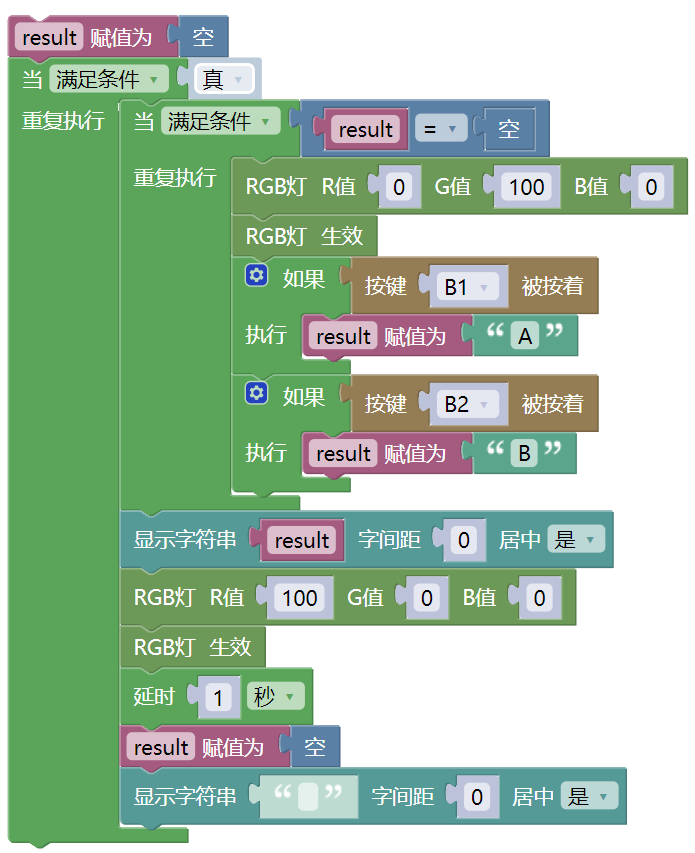 result 赋值为 空
当 满足条件 真
重复执行 当 满足条件 result = 空
重复执行 RGB灯 R值 0 G值 100 B值 0
RGB灯 生效
如果 按键 B1 被按着
执行 result 赋值为 “ A ”
如果 按键 B2 被按着
执行 result 赋值为 “ B ”
显示字符串 result 字间距 0 居中 是
RGB灯 R值 100 G值 0 B值 0
RGB灯 生效
延时 1 秒
result 赋值为 空
显示字符串 “ ” 字间距 0 居中 是